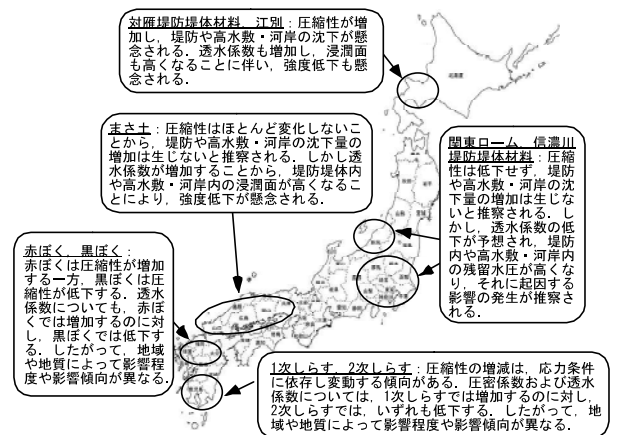 対雁堤防堤体材料，江別：圧縮性が増
加し，堤防や高水敷・河岸の沈下が懸
念される．透水係数も増加し，浸潤面
も高くなることに伴い，強度低下も懸
念される．
北海道
まさ土：圧縮性はほとんど変化しないこ
とから，堤防や高水敷・河岸の沈下量の
増加は生じないと推察される．しかし透
水係数が増加することから，堤防堤体内
や高水敷・河岸内の浸潤面が高くなるこ
とにより，強度低下が懸念される．
関東ローム，信濃川
堤防堤体材料：圧縮
性は低下せず，堤防
や高水敷・河岸の沈
下量の増加は生じな
いと推察される．し
かし，透水係数の低
下が予想され，堤防
内や高水敷・河岸内
の残留水圧が高くな
り，それに起因する
影響の発生が推察さ
れる．
赤ぼく，黒ぼく：
赤ぼくは圧縮性が増加
する一方，黒ぼくは圧
縮性が低下する．透水
係数についても，赤ぼ
くでは増加するのに対
し，黒ぼくでは低下す
る．したがって，地域
や地質によって影響程
度や影響傾向が異なる．
1次しらす，2次しらす：圧縮性の増減は，応力条件
に依存し変動する傾向がある．圧密係数および透水
係数については，1次しらすでは増加するのに対し，
2次しらすでは，いずれも低下する．したがって，地
域や地質によって影響程度や影響傾向が異なる．